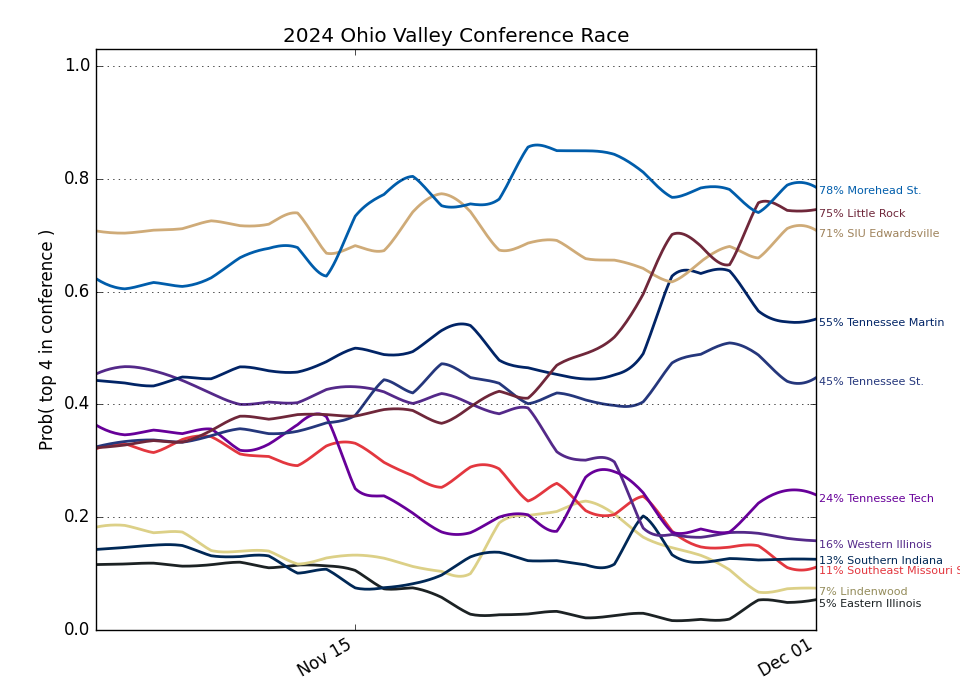 2024 Ohio Valley Conference Race
Prob( top 4 in conference )
1.0
0.8
0.6
0.4
0.2
0.0
Nov 15
Dec 01
78% Morehead St.
75% Little Rock
71% SIU Edwardsville
55% Tennessee Martin
45% Tennessee St.
24% Tennessee Tech
16% Western Illinois
13% Southern Indiana
11% Southeast Missouri S
7% Lindenwood
5% Eastern Illinois